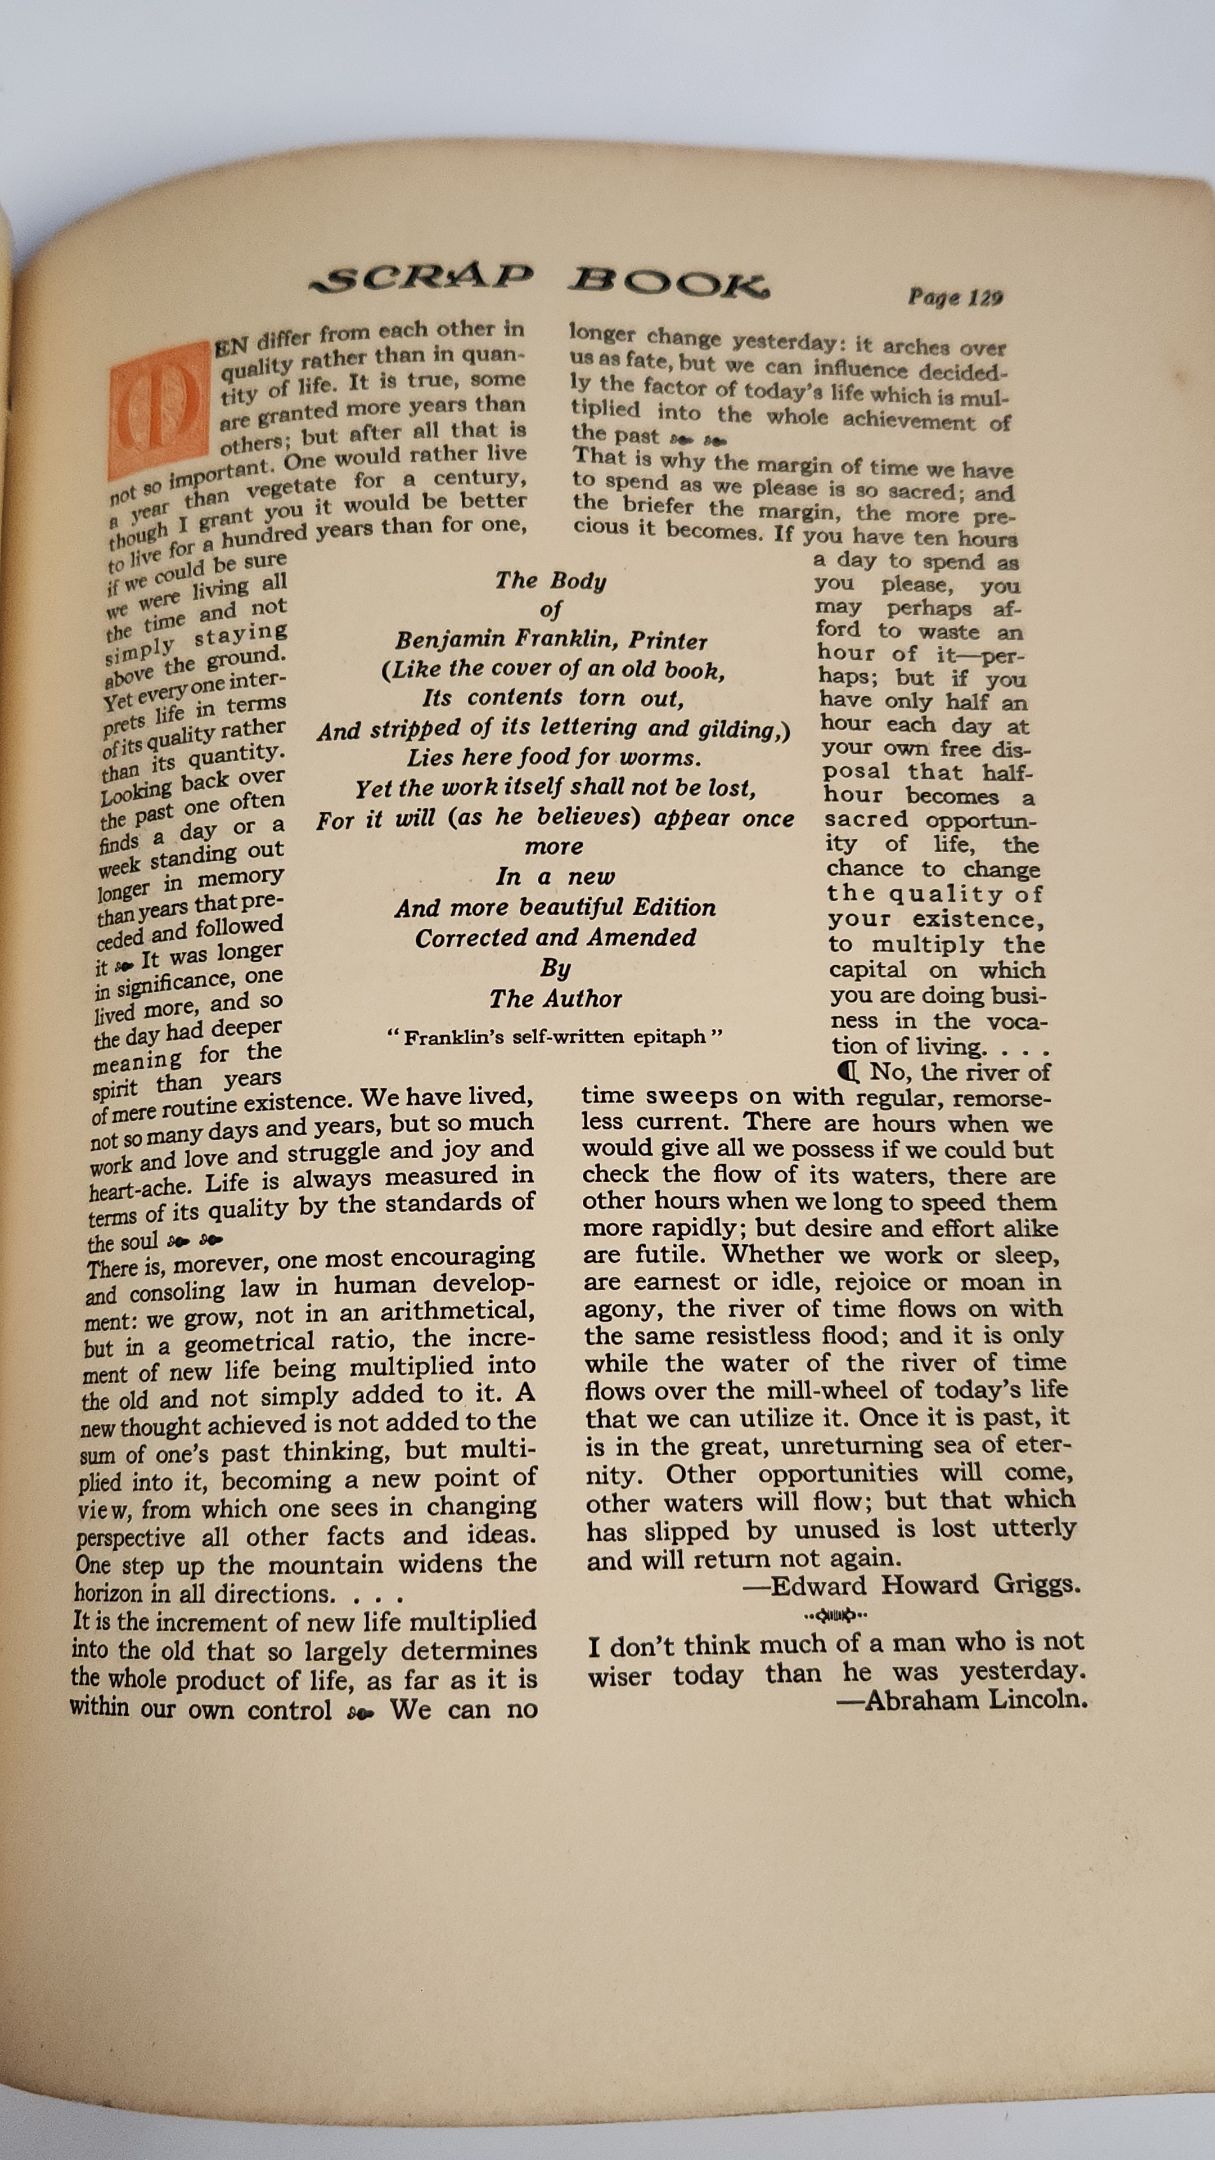 SCRAP BOOK
Page 129
MEN differ from each other in
quality rather than in quan-
tity of life. It is true, some
are granted more years than
others; but after all that is
not so important. One would rather live
a year than vegetate for a century,
though I grant you it would be better
to live for a hundred years than for one,
if we could be sure
we were living all
the time and not
simply staying
above the ground.
Yet everyone inter-
prets life in terms
of its quality rather
than its quantity.
Looking back over
the past one often
finds a day or a
week standing out
longer in memory
than years that pre-
ceded and followed
it It was longer
in significance, one
lived more, and so
the day had deeper
meaning for the
spirit than years
of mere routine existence. We have lived,
not so many days and years, but so much
work and love and struggle and joy and
heart-ache. Life is always measured in
terms of its quality by the standards of
the soul
There is, morever, one most encouraging
and consoling law in human develop-
ment: we grow, not in an arithmetical,
but in a geometrical ratio, the incre-
ment of new life being multiplied into
the old and not simply added to it. A
new thought achieved is not added to the
sum of one's past thinking, but multi-
plied into it, becoming a new point of
view, from which one sees in changing
perspective all other facts and ideas.
One step up the mountain widens the
horizon in all directions. . . .
It is the increment of new life multiplied
into the old that so largely determines
the whole product of life, as far as it is
within our own control We can no
The Body
of
Benjamin Franklin, Printer
(Like the cover of an old book,
Its contents torn out,
And stripped of its lettering and gilding,)
Lies here food for worms.
Yet the work itself shall not be lost,
For it will (as he believes) appear once
more
In a new
And more beautiful Edition
Corrected and Amended
By
The Author
"Franklin's self-written epitaph"
longer change yesterday: it arches over
us as fate, but we can influence decided-
ly the factor of today's life which is mul-
tiplied into the whole achievement of
the past
That is why the margin of time we have
to spend as we please is so sacred; and
the briefer the margin, the more pre-
cious it becomes. If you have ten hours
a day to spend as
you please, you
may perhaps af-
ford to waste an
hour of it—per-
haps; but if you
have only half an
hour each day at
your own free dis-
posal that half-
hour becomes a
sacred opportun-
ity of life, the
chance to change
the quality of
your existence,
to multiply the
capital on which
you are doing busi-
ness in the voca-
tion of living. . . .
¶ No, the river of
time sweeps on with regular, remorse-
less current. There are hours when we
would give all we possess if we could but
check the flow of its waters, there are
other hours when we long to speed them
more rapidly; but desire and effort alike
are futile. Whether we work or sleep,
are earnest or idle, rejoice or moan in
agony, the river of time flows on with
the same resistless flood; and it is only
while the water of the river of time
flows over the mill-wheel of today's life
that we can utilize it. Once it is past, it
is in the great, unreturning sea of eter-
nity. Other opportunities will come,
other waters will flow; but that which
has slipped by unused is lost utterly
and will return not again.
—Edward Howard Griggs.
I don't think much of a man who is not
wiser today than he was yesterday.
—Abraham Lincoln.